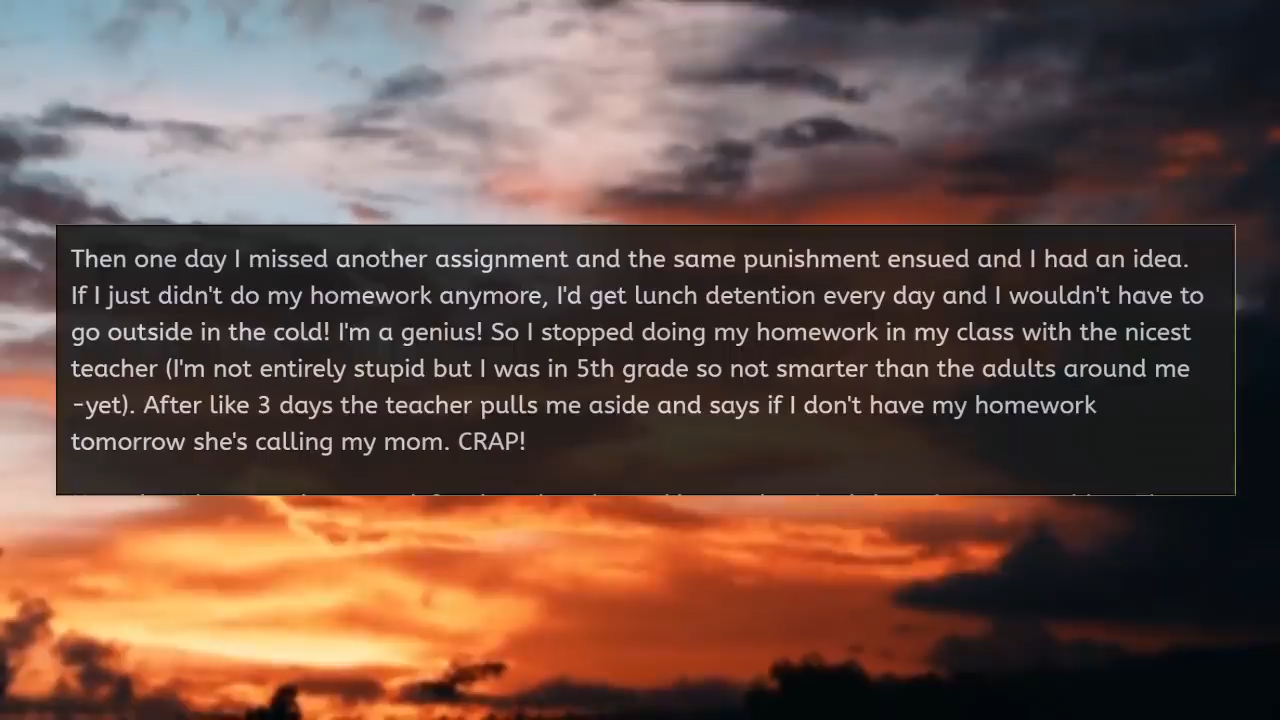 Then one day I missed another assignment and the same punishment ensued and I had an idea.
If I just didn't do my homework anymore, I'd get lunch detention every day and I wouldn't have to
go outside in the cold! I'm a genius! So I stopped doing my homework in my class with the nicest
teacher (I'm not entirely stupid but I was in 5th grade so not smarter than the adults around me
-yet). After like 3 days the teacher pulls me aside and says if I don't have my homework
tomorrow she's calling my mom. CRAP!